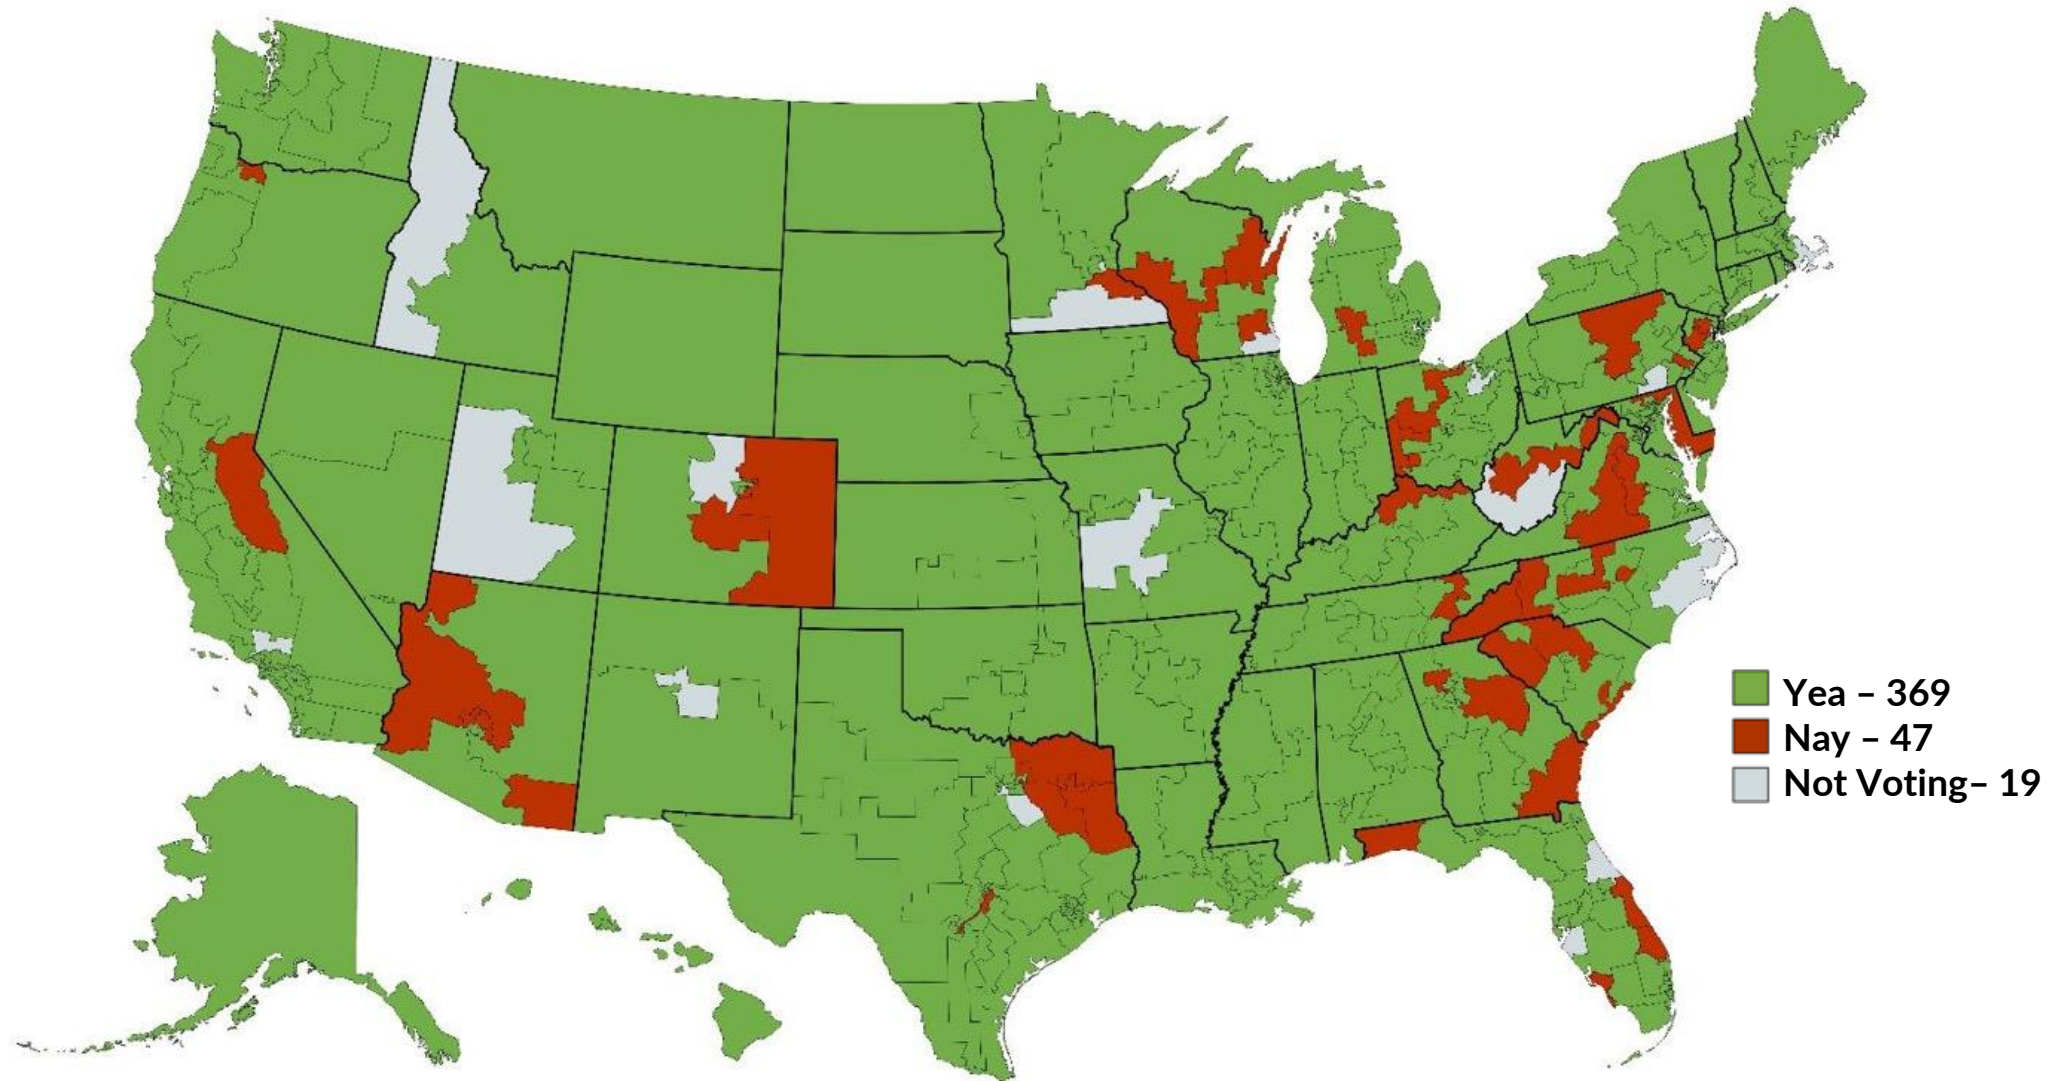 Yea – 369
Nay – 47
Not Voting– 19